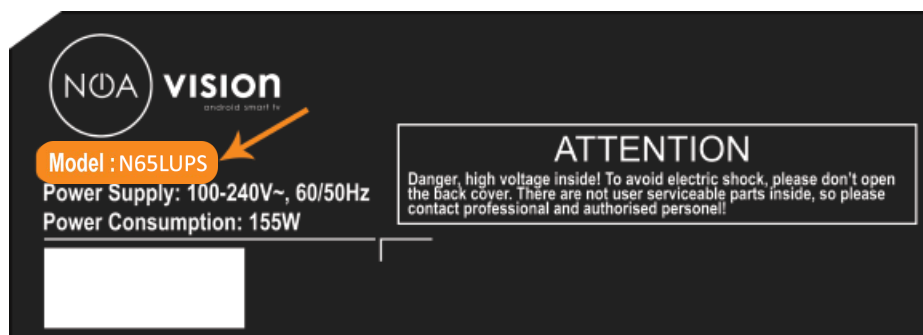 NOA vision
android smart tv
Model : N65LUPS
Power Supply: 100-240V~, 60/50Hz
Power Consumption: 155W
ATTENTION
Danger, high voltage inside! To avoid electric shock, please don't open
the back cover. There are not user serviceable parts inside, so please
contact professional and authorised personel!